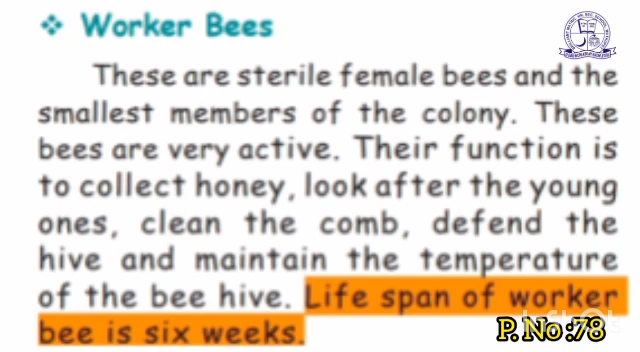 ❖ Worker Bees
These are sterile female bees and the
smallest members of the colony. These
bees are very active. Their function is
to collect honey, look after the young
ones, clean the comb, defend the
hive and maintain the temperature
of the bee hive. Life span of worker
bee is six weeks.
P.No:78